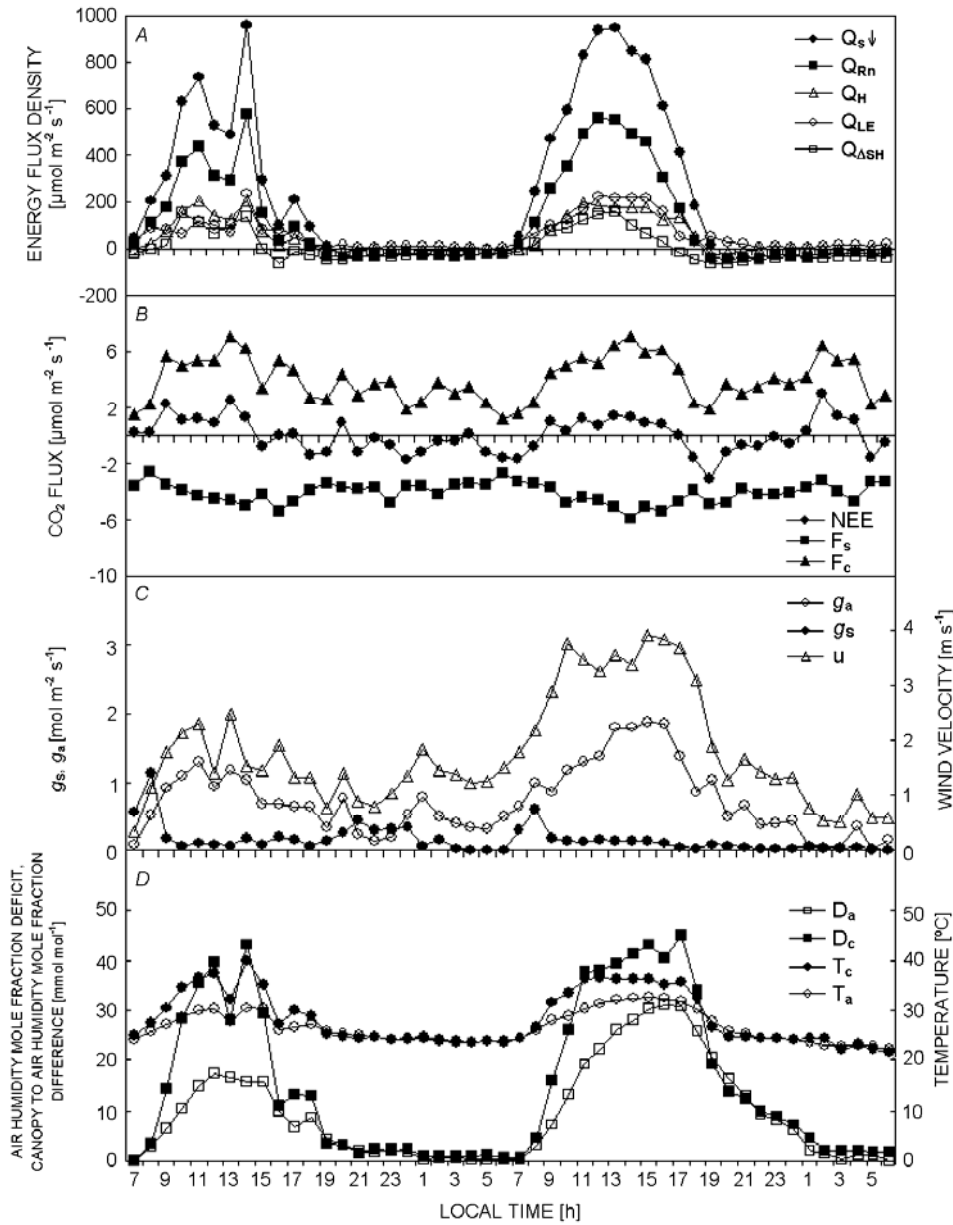 A
ENERGY FLUX DENSITY
[µmol m-2 s-1]
1000
800
600
400
200
0
-200
Qs↓
QRn
QH
QLE
QΔSH
B
CO2 FLUX [µmol m-2 s-1]
6
2
-2
-6
-10
NEE
Fs
Fc
C
gs, ga [mol m-2 s-1]
3
2
1
0
ga
gs
u
4
3
2
1
0
WIND VELOCITY [m s-1]
D
AIR HUMIDITY MOLE FRACTION DEFICIT,
CANOPY TO AIR HUMIDITY MOLE FRACTION
DIFFERENCE [mmol mol-1]
50
40
30
20
10
0
Da
Dc
Tc
Ta
50
40
30
20
10
0
TEMPERATURE [ºC]
7 9 11 13 15 17 19 21 23 1 3 5 7 9 11 13 15 17 19 21 23 1 3 5
LOCAL TIME [h]